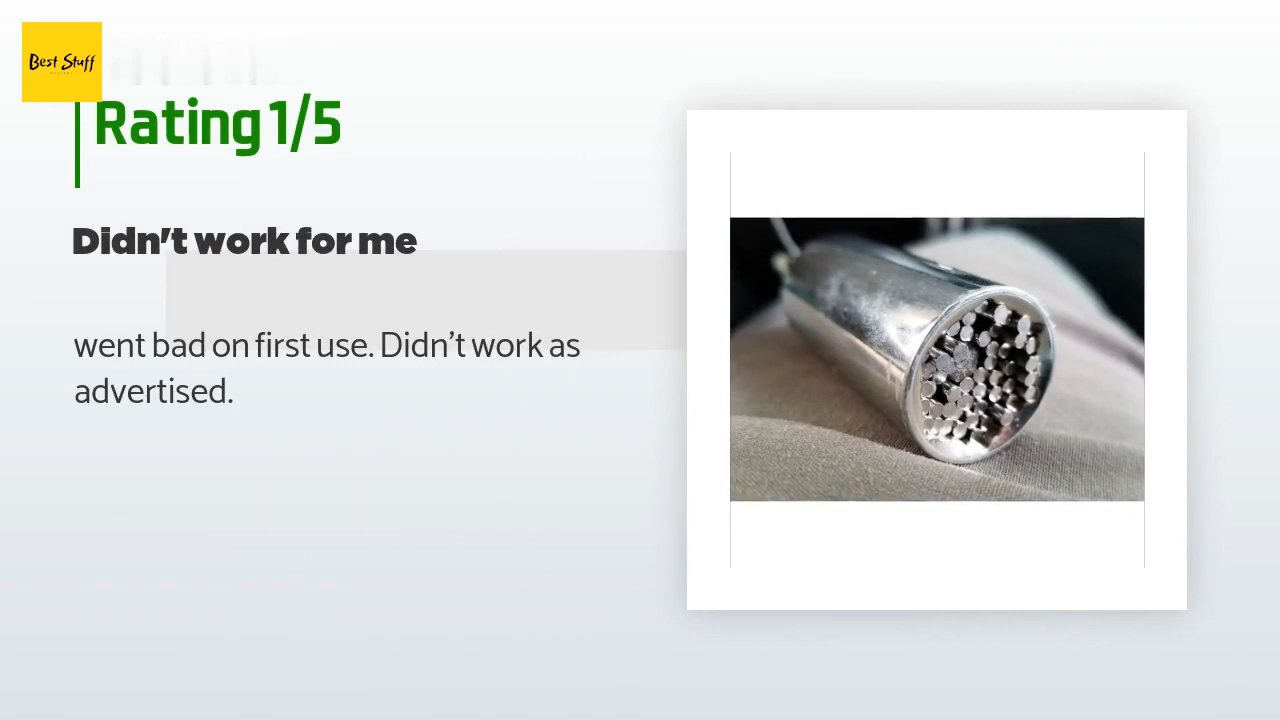 Best Stuff
Rating 1/5
Didn't work for me
went bad on first use. Didn't work as
advertised.